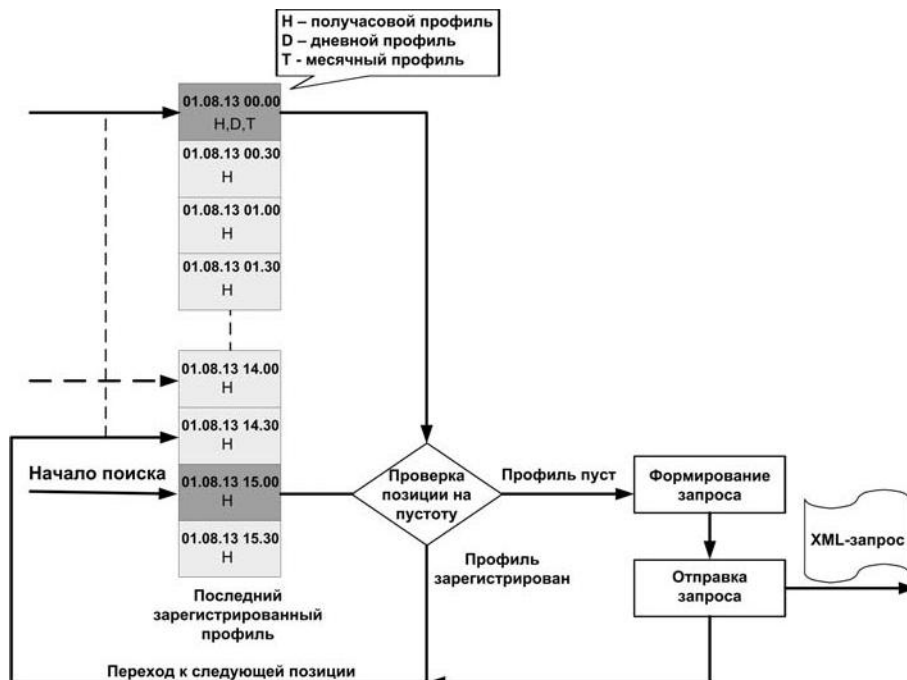 H – получасовой профиль
D – дневной профиль
T - месячный профиль
01.08.13 00.00
H,D,T
01.08.13 00.30
H
01.08.13 01.00
H
01.08.13 01.30
H
01.08.13 14.00
H
01.08.13 14.30
H
Начало поиска
01.08.13 15.00
H
01.08.13 15.30
H
Последний
зарегистрированный
профиль
Проверка
позиции на
пустоту
Профиль пуст
Формирование
запроса
XML-запрос
Профиль
зарегистрирован
Отправка
запроса
Переход к следующей позиции